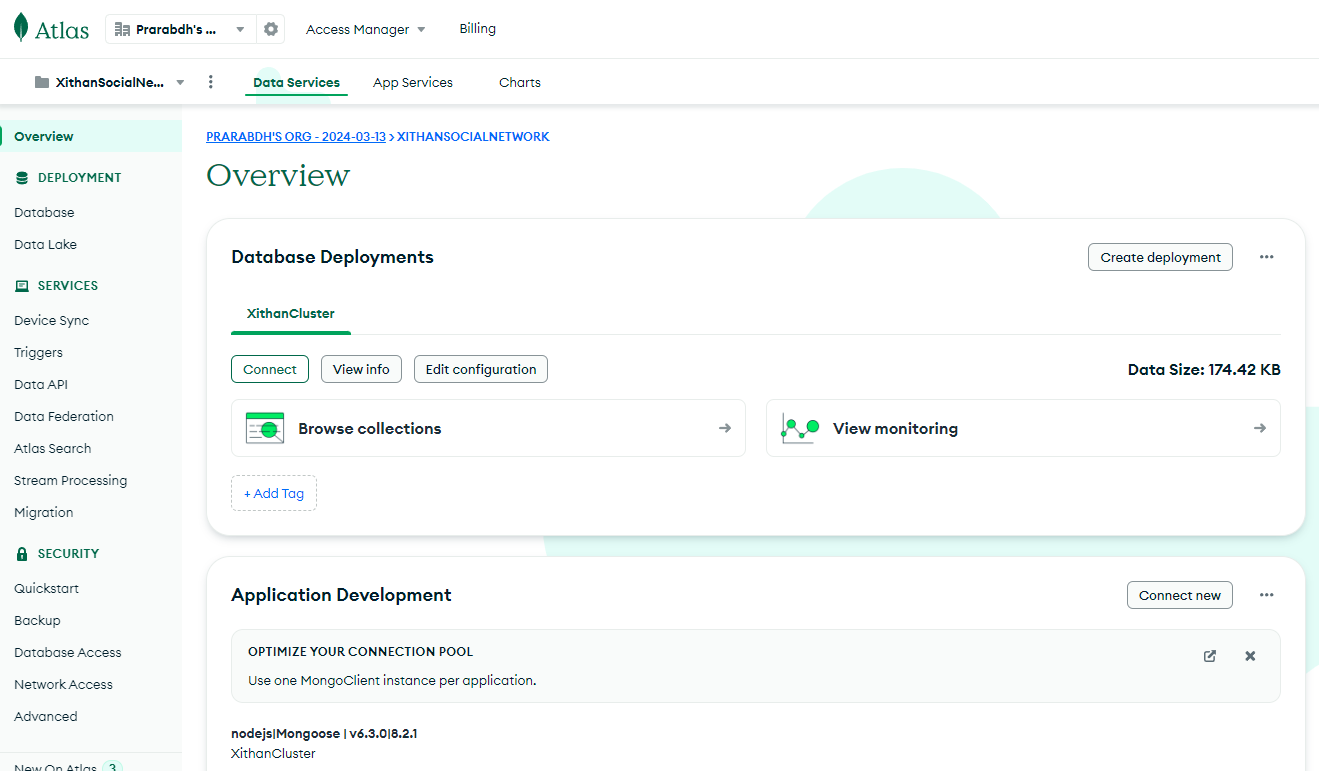 Atlas
Prarabdh's ...
Access Manager
Billing
XithanSocialNe...
Data Services
App Services
Charts
Overview
DEPLOYMENT
Database
Data Lake
SERVICES
Device Sync
Triggers
Data API
Data Federation
Atlas Search
Stream Processing
Migration
SECURITY
Quickstart
Backup
Database Access
Network Access
Advanced
New On Atlas 3
PRARABDH'S ORG - 2024-03-13 > XITHANSOCIALNETWORK
Overview
Database Deployments
Create deployment
XithanCluster
Connect
View info
Edit configuration
Data Size: 174.42 KB
Browse collections
View monitoring
+ Add Tag
Application Development
Connect new
OPTIMIZE YOUR CONNECTION POOL
Use one MongoClient instance per application.
nodejs|Mongoose | v6.3.0|8.2.1
XithanCluster